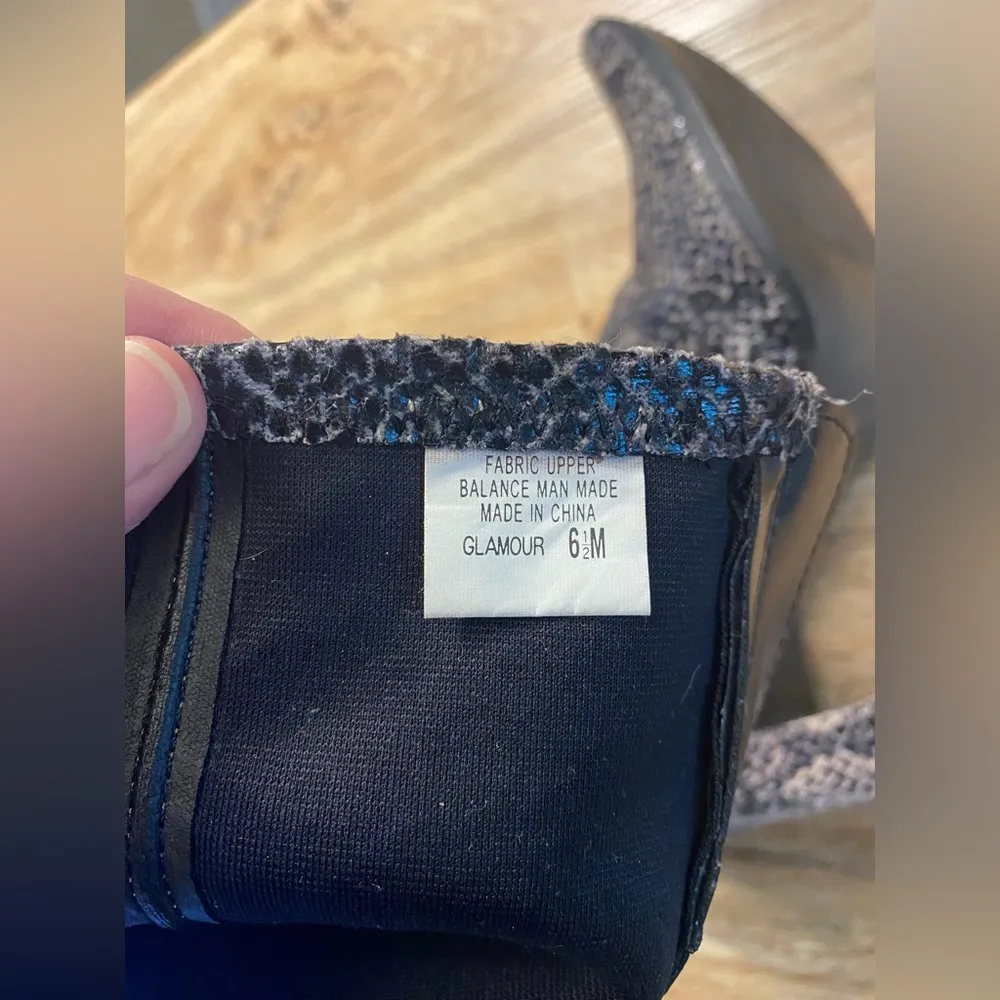 FABRIC UPPER
BALANCE MAN MADE
MADE IN CHINA
GLAMOUR 6½M